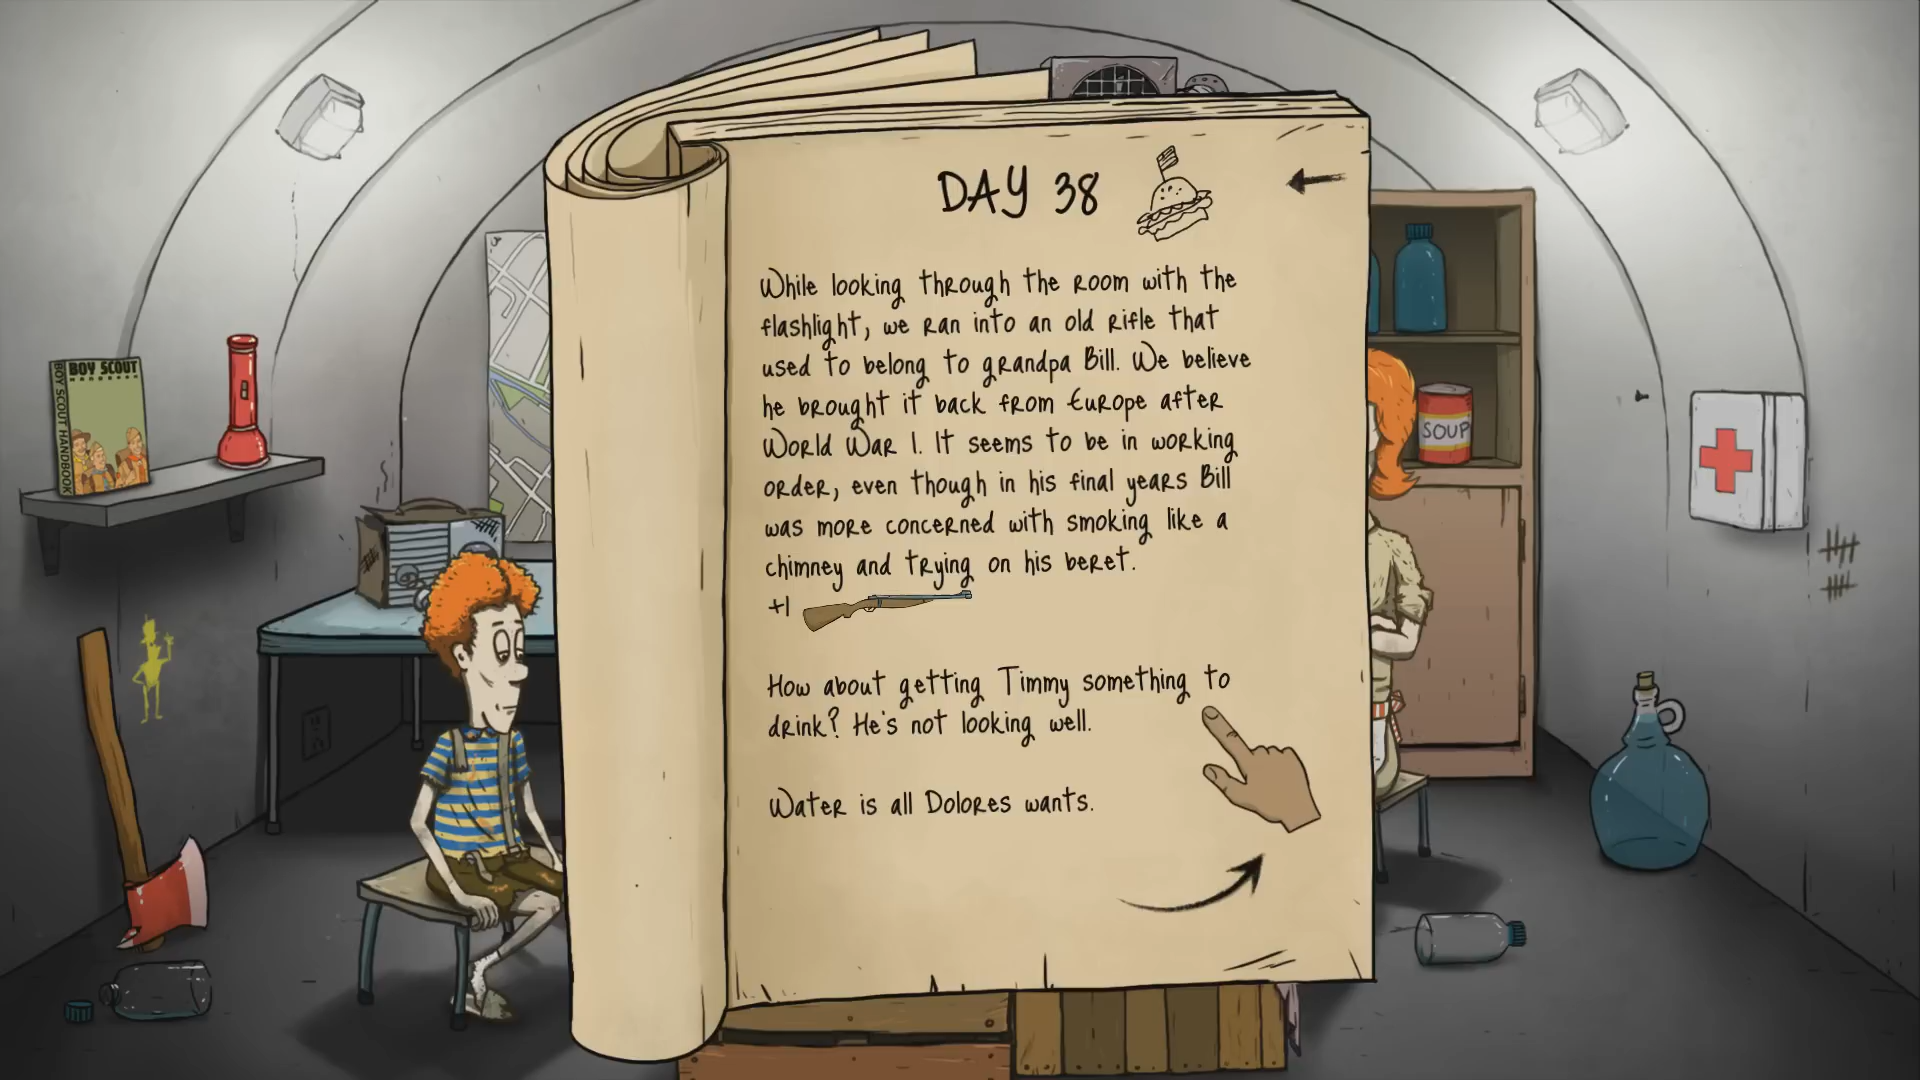 DAY 38
While looking through the room with the
flashlight, we ran into an old rifle that
used to belong to grandpa Bill. We believe
he brought it back from Europe after
World War 1. It seems to be in working
order, even though in his final years Bill
was more concerned with smoking like a
chimney and trying on his beret.
+1
How about getting Timmy something to
drink? He's not looking well.
Water is all Dolores wants.
BOY SCOUT
BOY SCOUT HANDBOOK
SOUP